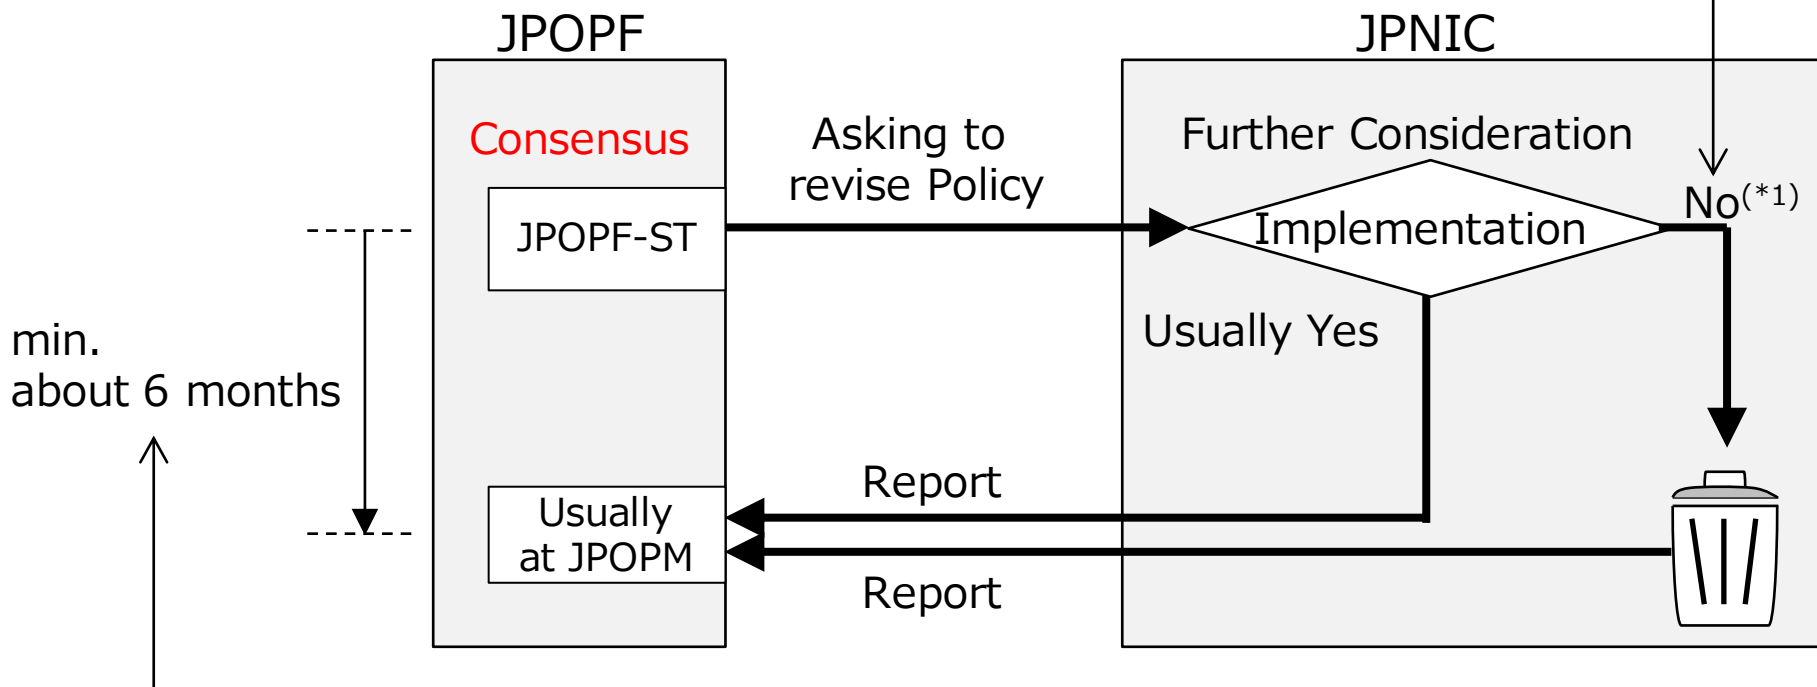 JPOPF
JPNIC
Consensus
Asking to
revise Policy
Further Consideration
JPOPF-ST
Implementation
No(*1)
Usually Yes
min.
about 6 months
Report
Usually
at JPOPM
Report